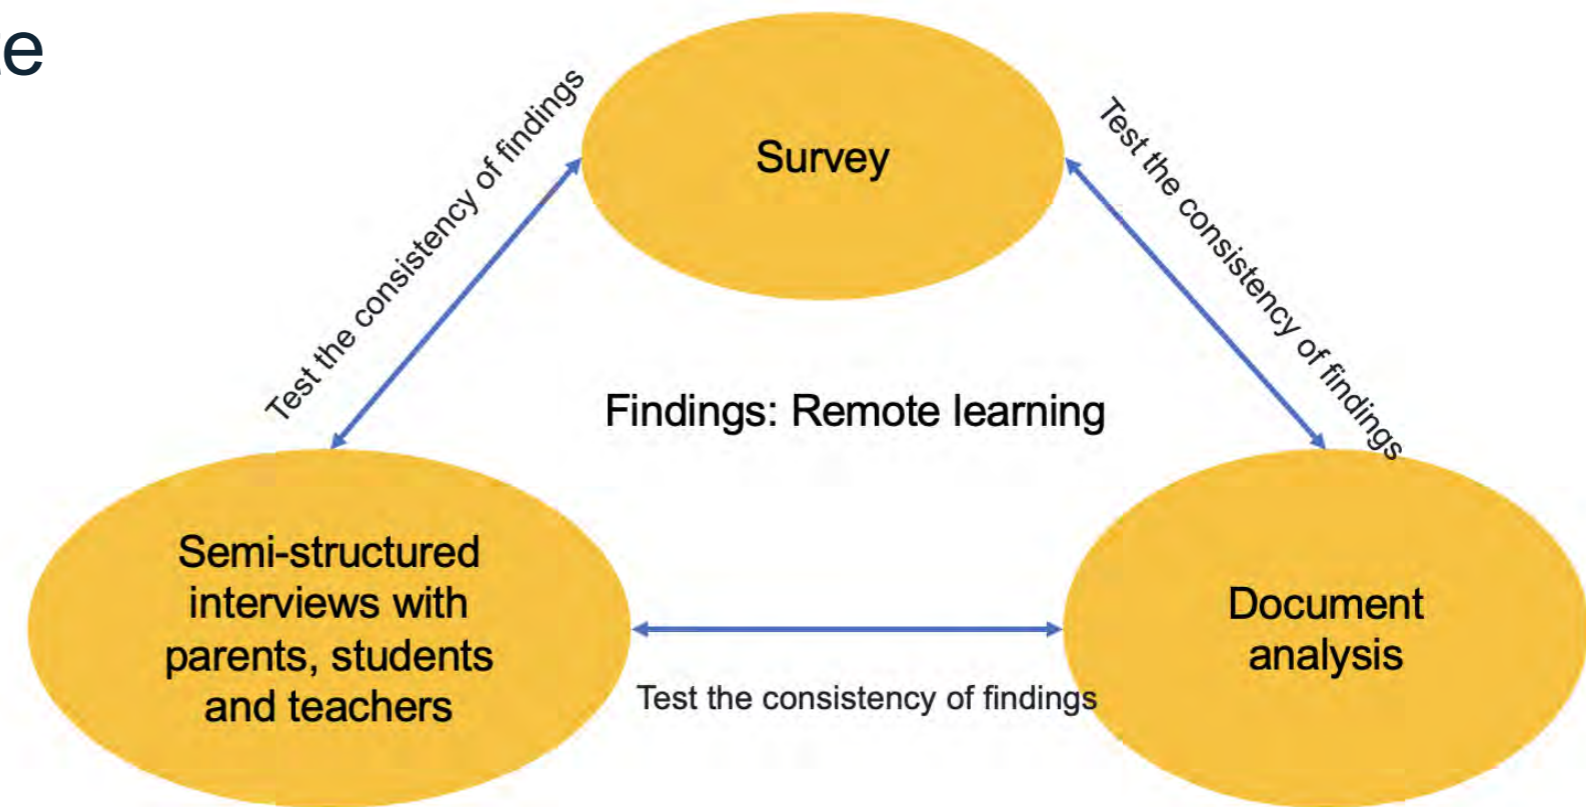 Survey
Test the consistency of findings
Test the consistency of findings
Findings: Remote learning
Semi-structured
interviews with
parents, students
and teachers
Document
analysis
Test the consistency of findings